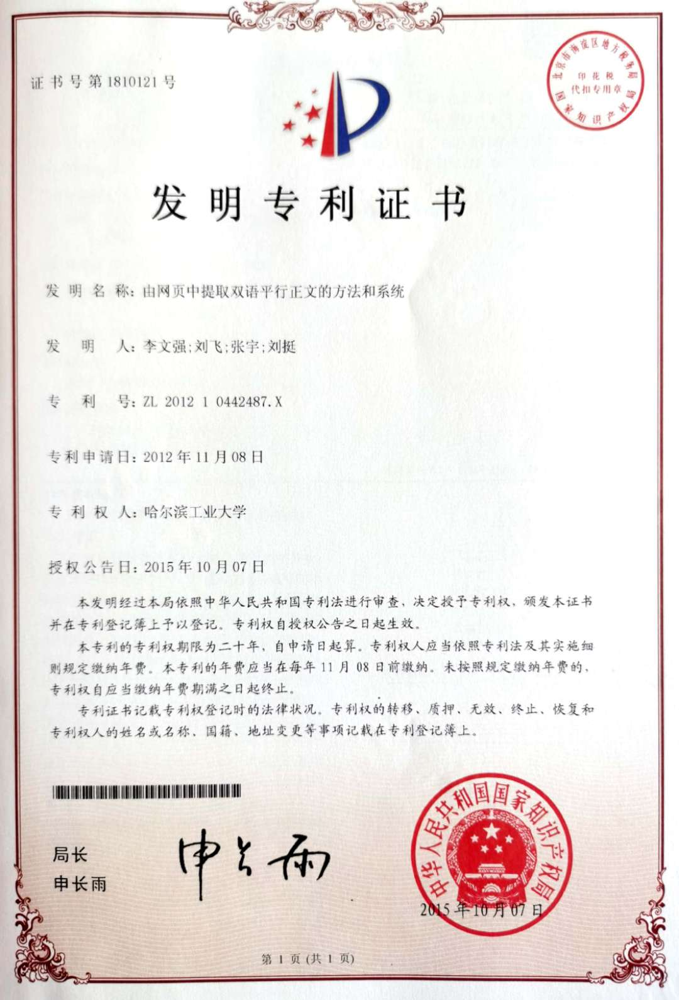 证书号第1810121号
北京市海淀区地方税务局
印花税
代扣专用章
国家知识产权局
发明专利证书
发明名称：由网页中提取双语平行正文的方法和系统
发明人：李文强;刘飞;张宇;刘挺
专利号：ZL 2012 1 0442487.X
专利申请日：2012年11月08日
专利权人：哈尔滨工业大学
授权公告日：2015年10月07日
本发明经过本局依照中华人民共和国专利法进行审查，决定授予专利权，颁发本证书
并在专利登记簿上予以登记。专利权自授权公告之日起生效。
本专利的专利权期限为二十年，自申请日起算。专利权人应当依照专利法及其实施细
则规定缴纳年费。本专利的年费应当在每年11月08日前缴纳。未按照规定缴纳年费的，
专利权自应当缴纳年费期满之日起终止。
专利证书记载专利权登记时的法律状况。专利权的转移、质押、无效、终止、恢复和
专利权人的姓名或名称、国籍、地址变更等事项记载在专利登记簿上。
局长
申长雨
申长雨
中华人民共和国国家知识产权局
2015年10月07日
第1页(共1页)